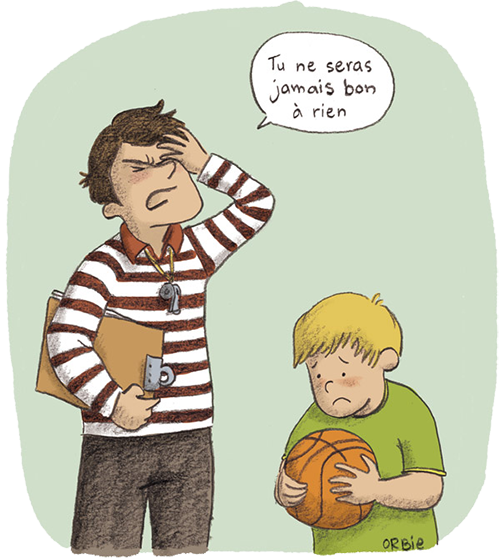 Tu ne seras
jamais bon
à rien
ORBIE